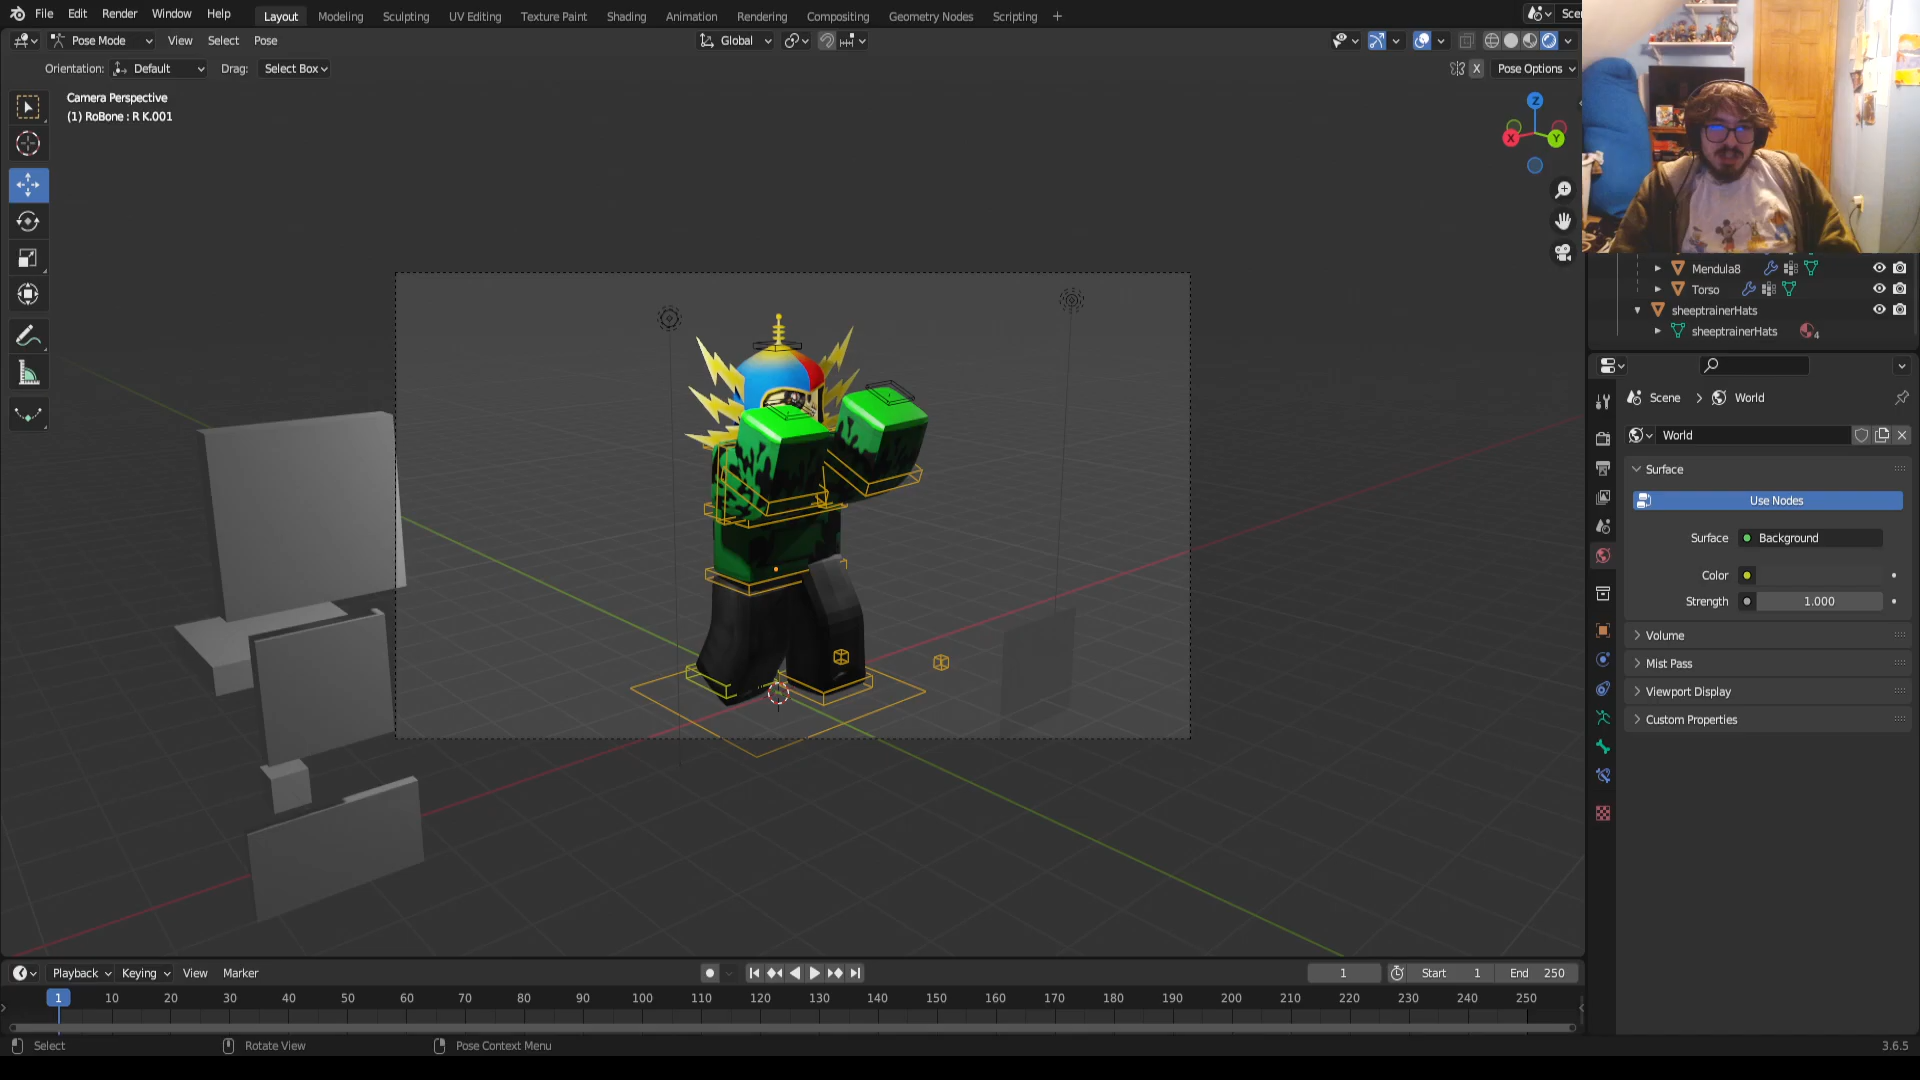 File Edit Render Window Help
Layout Modeling Sculpting UV Editing Texture Paint Shading Animation Rendering Compositing Geometry Nodes Scripting +
Pose Mode View Select Pose
Global
Orientation: Default Drag: Select Box
X Pose Options
Camera Perspective
(1) RoBone : R K.001
Z
X
Y
Mendula8
Torso
sheeptrainerHats
sheeptrainerHats 4
Scene > World
World
Surface
Use Nodes
Surface Background
Color
Strength 1.000
Volume
Mist Pass
Viewport Display
Custom Properties
Playback Keying View Marker
1 Start 1 End 250
1 10 20 30 40 50 60 70 80 90 100 110 120 130 140 150 160 170 180 190 200 210 220 230 240 250
Select Rotate View Pose Context Menu
3.6.5